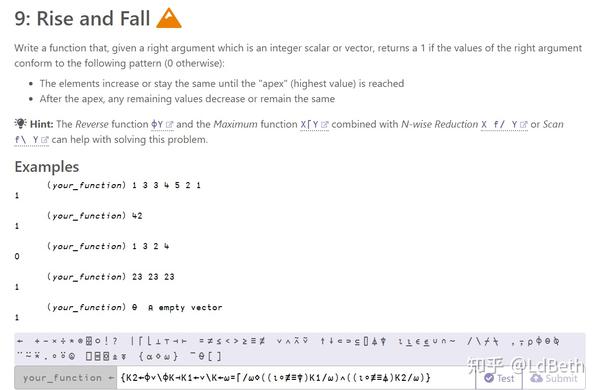 9: Rise and Fall
Write a function that, given a right argument which is an integer scalar or vector, returns a 1 if the values of the right argument
conform to the following pattern (0 otherwise):
• The elements increase or stay the same until the "apex" (highest value) is reached
• After the apex, any remaining values decrease or remain the same
Hint: The Reverse function ⌽Y and the Maximum function X⌈Y combined with N-wise Reduction X f/ Y or Scan
f\ Y can help with solving this problem.
Examples
(your_function) 1 3 3 4 5 2 1
1
(your_function) 42
1
(your_function) 1 3 2 4
0
(your_function) 23 23 23
1
(your_function) ⍬ ⍝ empty vector
1
your_function ← {K2←⌽∨\⌽K⊣K1←∨\K←⍵=⌈/⍵⋄((⍳∘≢≡⍋)K1/⍵)∧((⍳∘≢≡⍋)K2/⍵)}
Test
Submit
知乎 @LdBeth